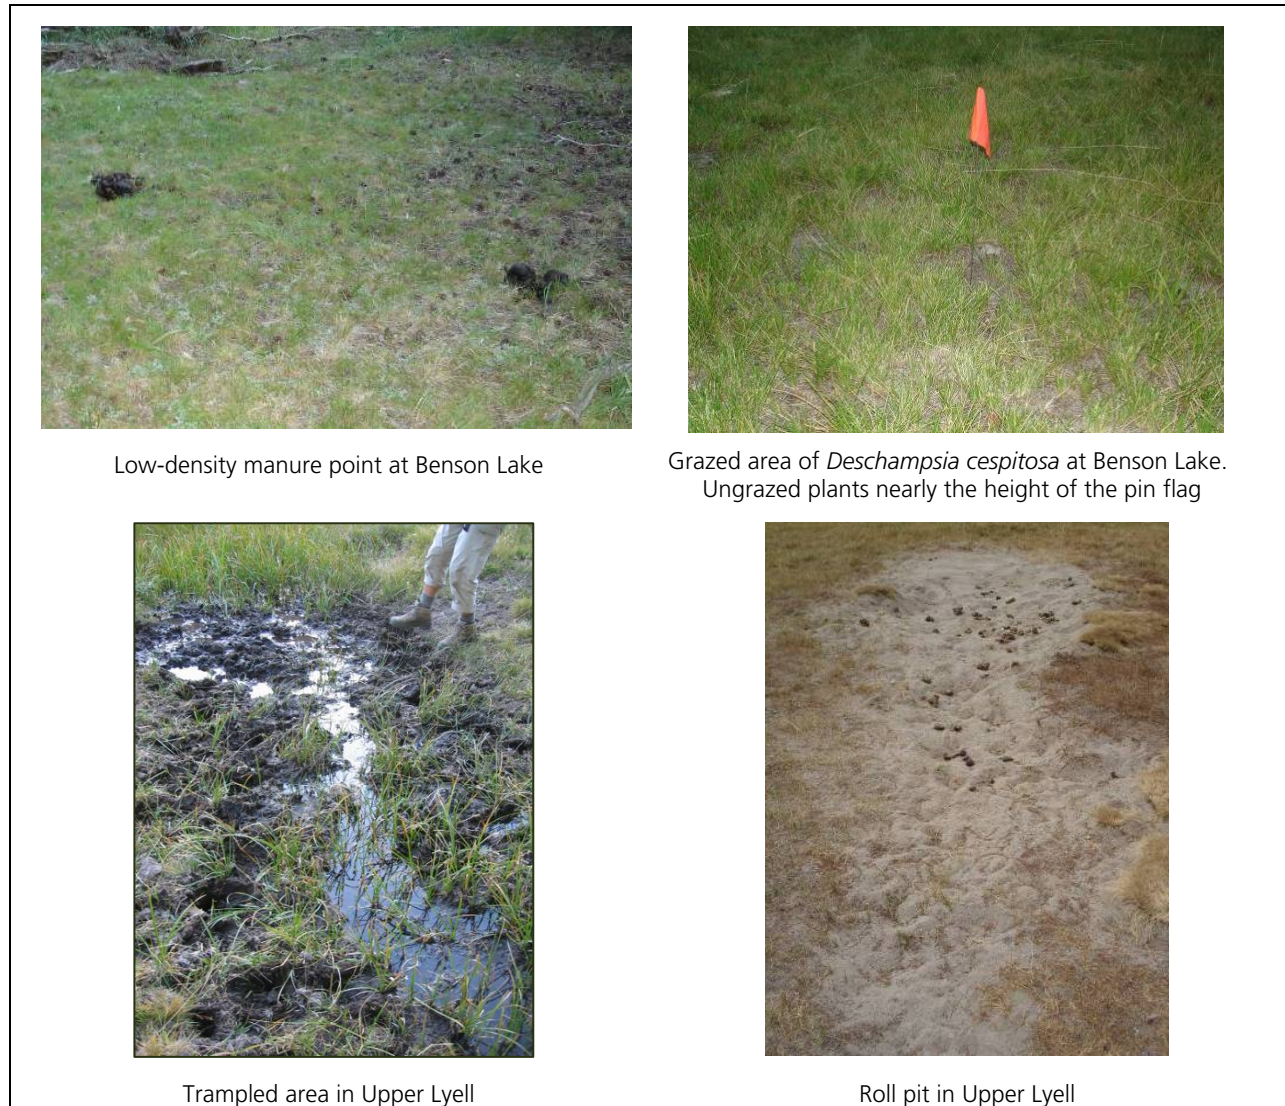 Low-density manure point at Benson Lake
Grazed area of Deschampsia cespitosa at Benson Lake.
Ungrazed plants nearly the height of the pin flag
Trampled area in Upper Lyell
Roll pit in Upper Lyell